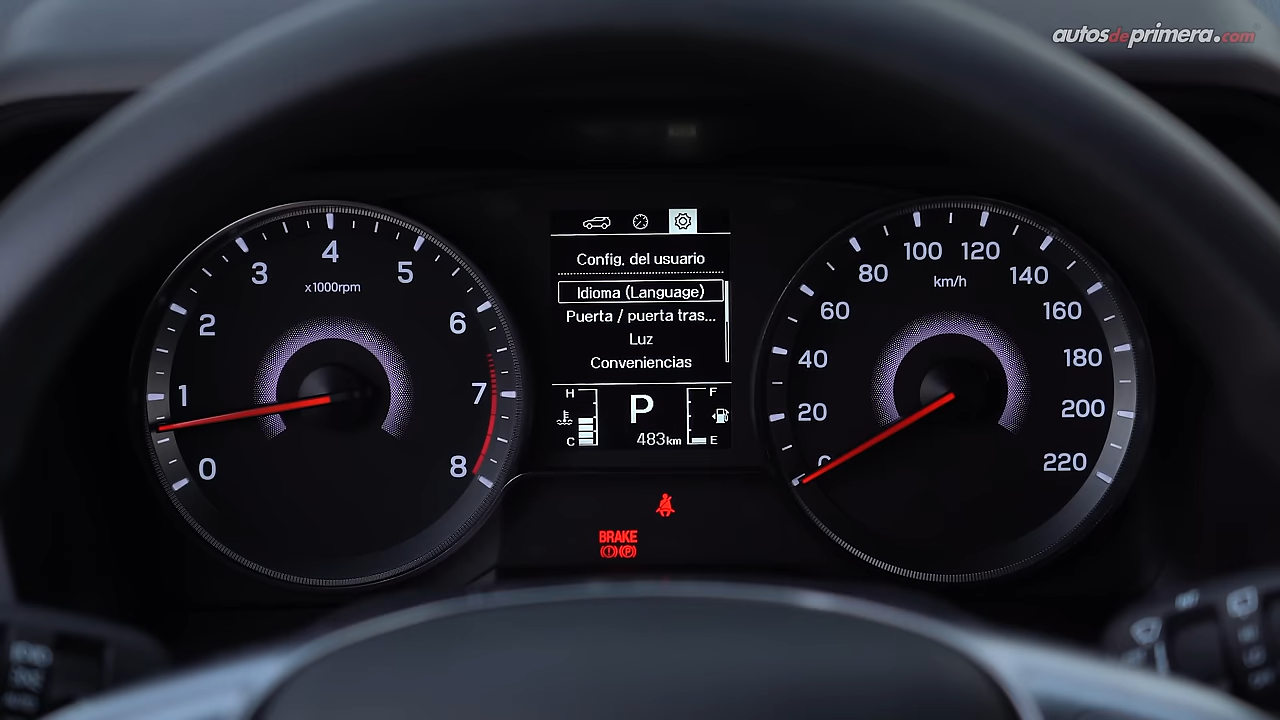 autosdeprimera.com
Config. del usuario
Idioma (Language)
Puerta / puerta tras...
Luz
Conveniencias
H
C
P
483km
F
E
0
1
2
3
4
5
6
7
8
x1000rpm
0
20
40
60
80
100
120
140
160
180
200
220
km/h
BRAKE
(!) (P)